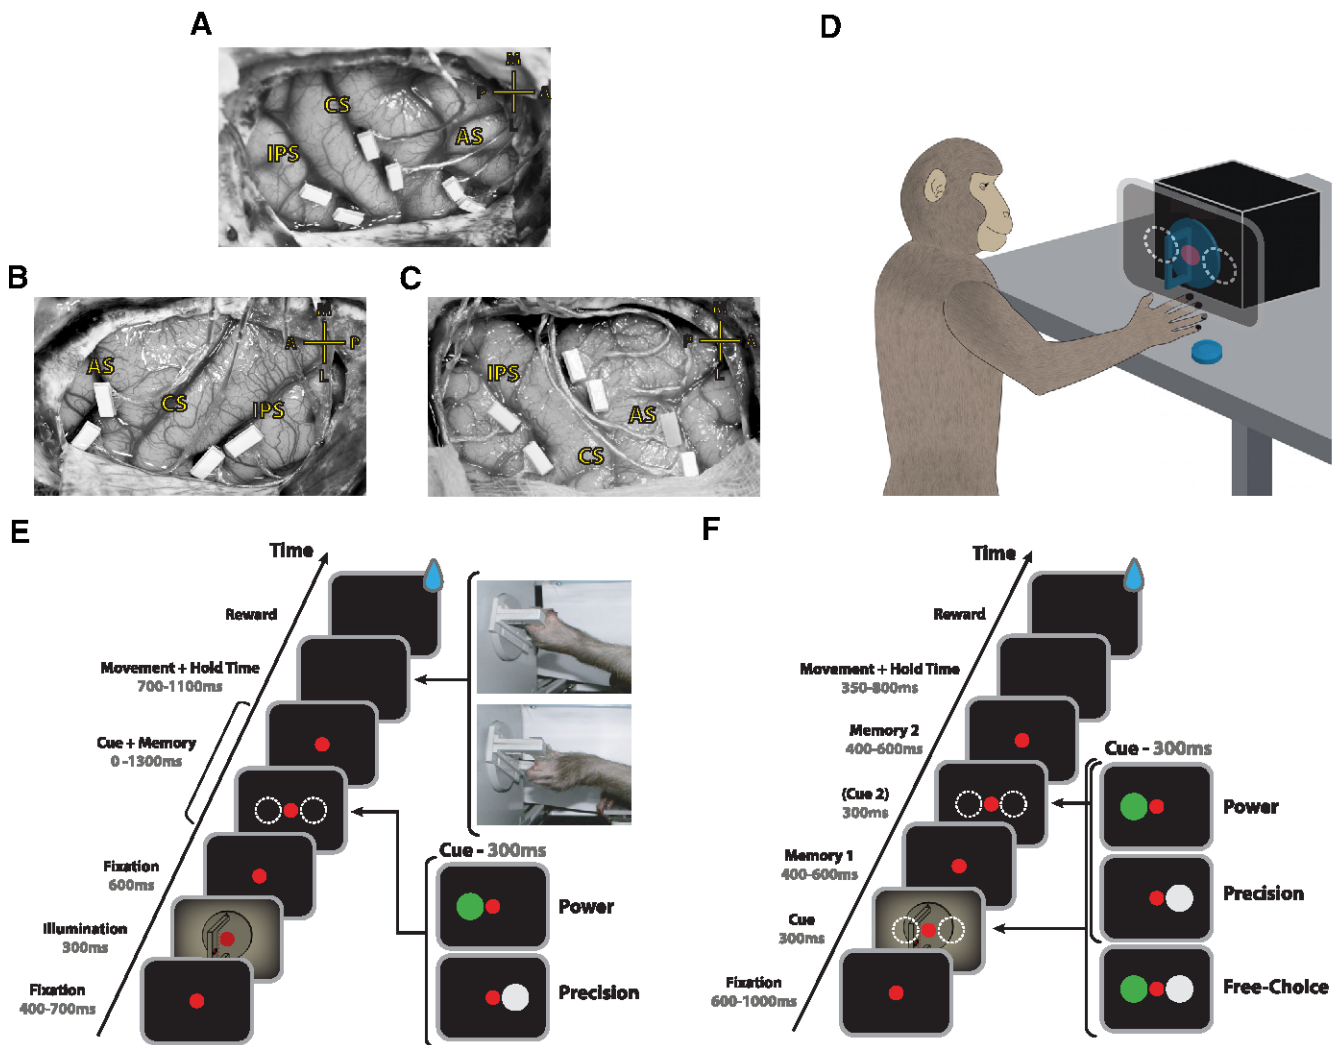 A
M
CS
P
A
AS
L
IPS
B
M
AS
A
P
CS
L
IPS
C
M
IPS
P
A
L
AS
CS
D
E
Time
Reward
Movement + Hold Time
700-1100ms
Cue + Memory
0 -1300ms
Fixation
600ms
Illumination
300ms
Fixation
400-700ms
Cue - 300ms
Power
Precision
F
Time
Reward
Movement + Hold Time
350-800ms
Memory 2
400-600ms
(Cue 2)
300ms
Memory 1
400-600ms
Cue
300ms
Fixation
600-1000ms
Cue - 300ms
Power
Precision
Free-Choice